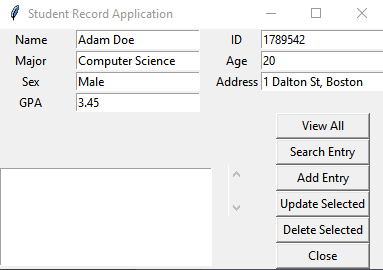 Student Record Application
Name Adam Doe ID 1789542
Major Computer Science Age 20
Sex Male Address 1 Dalton St, Boston
GPA 3.45
View All
Search Entry
Add Entry
Update Selected
Delete Selected
Close